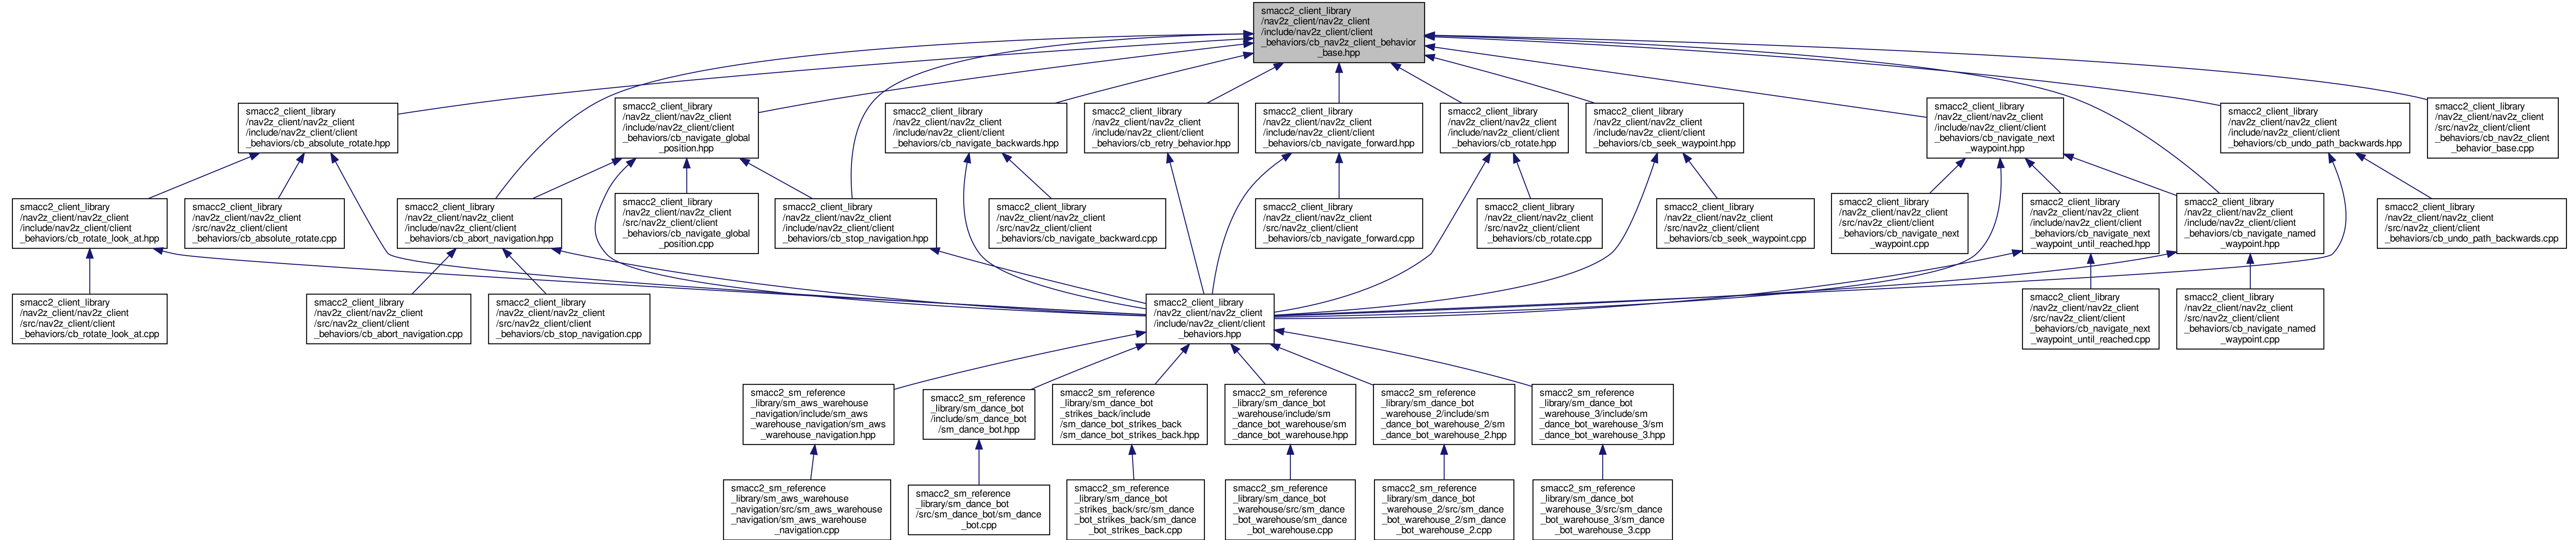 smacc2_client_library
/nav2z_client/nav2z_client
/include/nav2z_client/client
_behaviors/cb_nav2z_client_behavior
_base.hpp
smacc2_client_library
/nav2z_client/nav2z_client
/include/nav2z_client/client
_behaviors/cb_absolute_rotate.hpp
smacc2_client_library
/nav2z_client/nav2z_client
/include/nav2z_client/client
_behaviors/cb_navigate_global
_position.hpp
smacc2_client_library
/nav2z_client/nav2z_client
/include/nav2z_client/client
_behaviors/cb_navigate_backwards.hpp
smacc2_client_library
/nav2z_client/nav2z_client
/include/nav2z_client/client
_behaviors/cb_retry_behavior.hpp
smacc2_client_library
/nav2z_client/nav2z_client
/include/nav2z_client/client
_behaviors/cb_navigate_forward.hpp
smacc2_client_library
/nav2z_client/nav2z_client
/include/nav2z_client/client
_behaviors/cb_rotate.hpp
smacc2_client_library
/nav2z_client/nav2z_client
/include/nav2z_client/client
_behaviors/cb_seek_waypoint.hpp
smacc2_client_library
/nav2z_client/nav2z_client
/include/nav2z_client/client
_behaviors/cb_navigate_next
_waypoint.hpp
smacc2_client_library
/nav2z_client/nav2z_client
/include/nav2z_client/client
_behaviors/cb_undo_path_backwards.hpp
smacc2_client_library
/nav2z_client/nav2z_client
/src/nav2z_client/client
_behaviors/cb_nav2z_client
_behavior_base.cpp
smacc2_client_library
/nav2z_client/nav2z_client
/include/nav2z_client/client
_behaviors/cb_rotate_look_at.hpp
smacc2_client_library
/nav2z_client/nav2z_client
/src/nav2z_client/client
_behaviors/cb_absolute_rotate.cpp
smacc2_client_library
/nav2z_client/nav2z_client
/include/nav2z_client/client
_behaviors/cb_abort_navigation.hpp
smacc2_client_library
/nav2z_client/nav2z_client
/src/nav2z_client/client
_behaviors/cb_navigate_global
_position.cpp
smacc2_client_library
/nav2z_client/nav2z_client
/include/nav2z_client/client
_behaviors/cb_stop_navigation.hpp
smacc2_client_library
/nav2z_client/nav2z_client
/src/nav2z_client/client
_behaviors/cb_navigate_backward.cpp
smacc2_client_library
/nav2z_client/nav2z_client
/src/nav2z_client/client
_behaviors/cb_navigate_forward.cpp
smacc2_client_library
/nav2z_client/nav2z_client
/src/nav2z_client/client
_behaviors/cb_rotate.cpp
smacc2_client_library
/nav2z_client/nav2z_client
/src/nav2z_client/client
_behaviors/cb_seek_waypoint.cpp
smacc2_client_library
/nav2z_client/nav2z_client
/src/nav2z_client/client
_behaviors/cb_navigate_next
_waypoint.cpp
smacc2_client_library
/nav2z_client/nav2z_client
/include/nav2z_client/client
_behaviors/cb_navigate_next
_waypoint_until_reached.hpp
smacc2_client_library
/nav2z_client/nav2z_client
/include/nav2z_client/client
_behaviors/cb_navigate_named
_waypoint.hpp
smacc2_client_library
/nav2z_client/nav2z_client
/src/nav2z_client/client
_behaviors/cb_undo_path_backwards.cpp
smacc2_client_library
/nav2z_client/nav2z_client
/src/nav2z_client/client
_behaviors/cb_rotate_look_at.cpp
smacc2_client_library
/nav2z_client/nav2z_client
/src/nav2z_client/client
_behaviors/cb_abort_navigation.cpp
smacc2_client_library
/nav2z_client/nav2z_client
/src/nav2z_client/client
_behaviors/cb_stop_navigation.cpp
smacc2_client_library
/nav2z_client/nav2z_client
/include/nav2z_client/client
_behaviors.hpp
smacc2_client_library
/nav2z_client/nav2z_client
/src/nav2z_client/client
_behaviors/cb_navigate_next
_waypoint_until_reached.cpp
smacc2_client_library
/nav2z_client/nav2z_client
/src/nav2z_client/client
_behaviors/cb_navigate_named
_waypoint.cpp
smacc2_sm_reference
_library/sm_aws_warehouse
_navigation/include/sm_aws
_warehouse_navigation/sm_aws
_warehouse_navigation.hpp
smacc2_sm_reference
_library/sm_dance_bot
/include/sm_dance_bot
/sm_dance_bot.hpp
smacc2_sm_reference
_library/sm_dance_bot
_strikes_back/include
/sm_dance_bot_strikes_back
/sm_dance_bot_strikes_back.hpp
smacc2_sm_reference
_library/sm_dance_bot
_warehouse/include/sm
_dance_bot_warehouse/sm
_dance_bot_warehouse.hpp
smacc2_sm_reference
_library/sm_dance_bot
_warehouse_2/include/sm
_dance_bot_warehouse_2/sm
_dance_bot_warehouse_2.hpp
smacc2_sm_reference
_library/sm_dance_bot
_warehouse_3/include/sm
_dance_bot_warehouse_3/sm
_dance_bot_warehouse_3.hpp
smacc2_sm_reference
_library/sm_aws_warehouse
_navigation/src/sm_aws_warehouse
_navigation/sm_aws_warehouse
_navigation.cpp
smacc2_sm_reference
_library/sm_dance_bot
/src/sm_dance_bot/sm_dance
_bot.cpp
smacc2_sm_reference
_library/sm_dance_bot
_strikes_back/src/sm_dance
_bot_strikes_back/sm_dance
_bot_strikes_back.cpp
smacc2_sm_reference
_library/sm_dance_bot
_warehouse/src/sm_dance
_bot_warehouse/sm_dance
_bot_warehouse.cpp
smacc2_sm_reference
_library/sm_dance_bot
_warehouse_2/src/sm_dance
_bot_warehouse_2/sm_dance
_bot_warehouse_2.cpp
smacc2_sm_reference
_library/sm_dance_bot
_warehouse_3/src/sm_dance
_bot_warehouse_3/sm_dance
_bot_warehouse_3.cpp